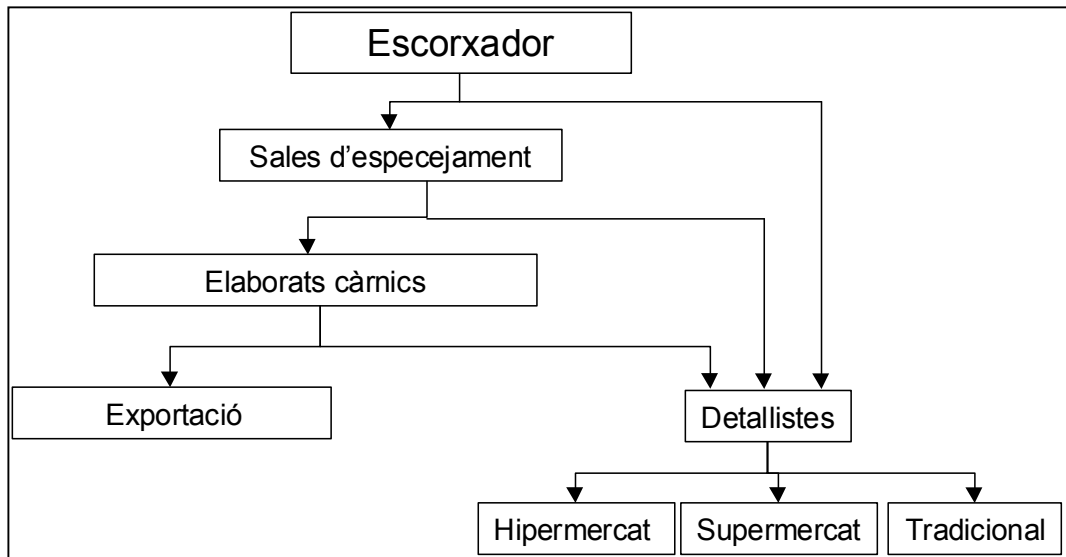 Escorxador
Sales d’especejament
Elaborats càrnics
Exportació
Detallistes
Hipermercat
Supermercat
Tradicional